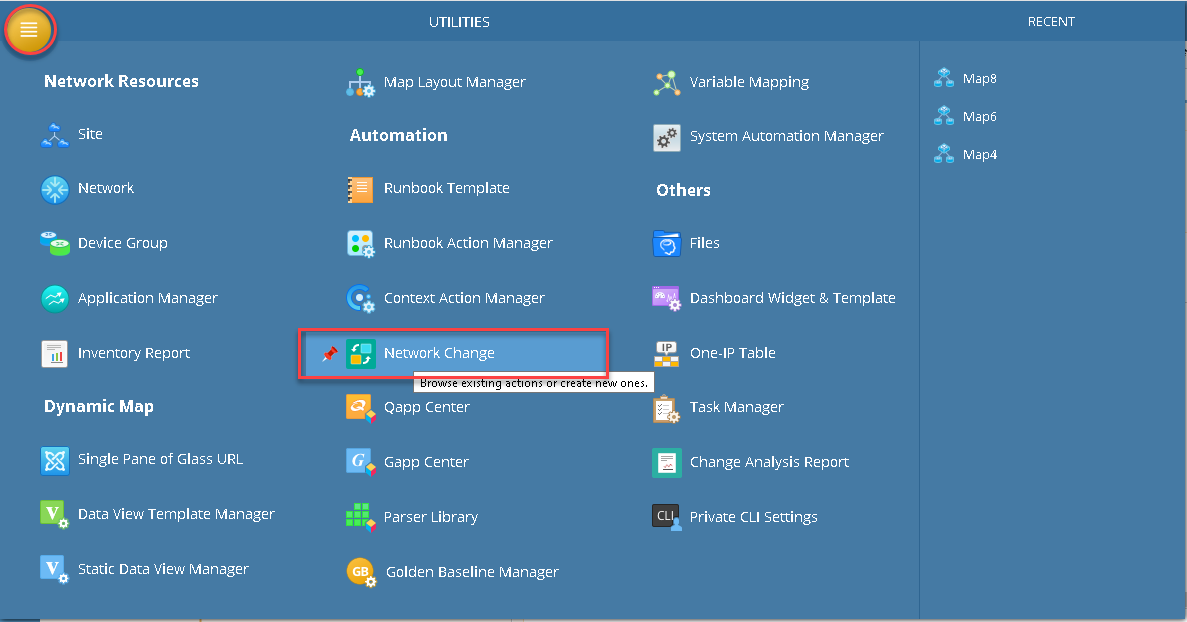 UTILITIES
RECENT
Network Resources
Site
Network
Device Group
Application Manager
Inventory Report
Dynamic Map
Single Pane of Glass URL
V
Data View Template Manager
V
Static Data View Manager
Map Layout Manager
Automation
Runbook Template
Runbook Action Manager
Context Action Manager
Network Change
Browse existing actions or create new ones.
Qapp Center
G
Gapp Center
Parser Library
GB
Golden Baseline Manager
Variable Mapping
System Automation Manager
Others
Files
Dashboard Widget & Template
IP
One-IP Table
Task Manager
Change Analysis Report
CLI
Private CLI Settings
Map8
Map6
Map4